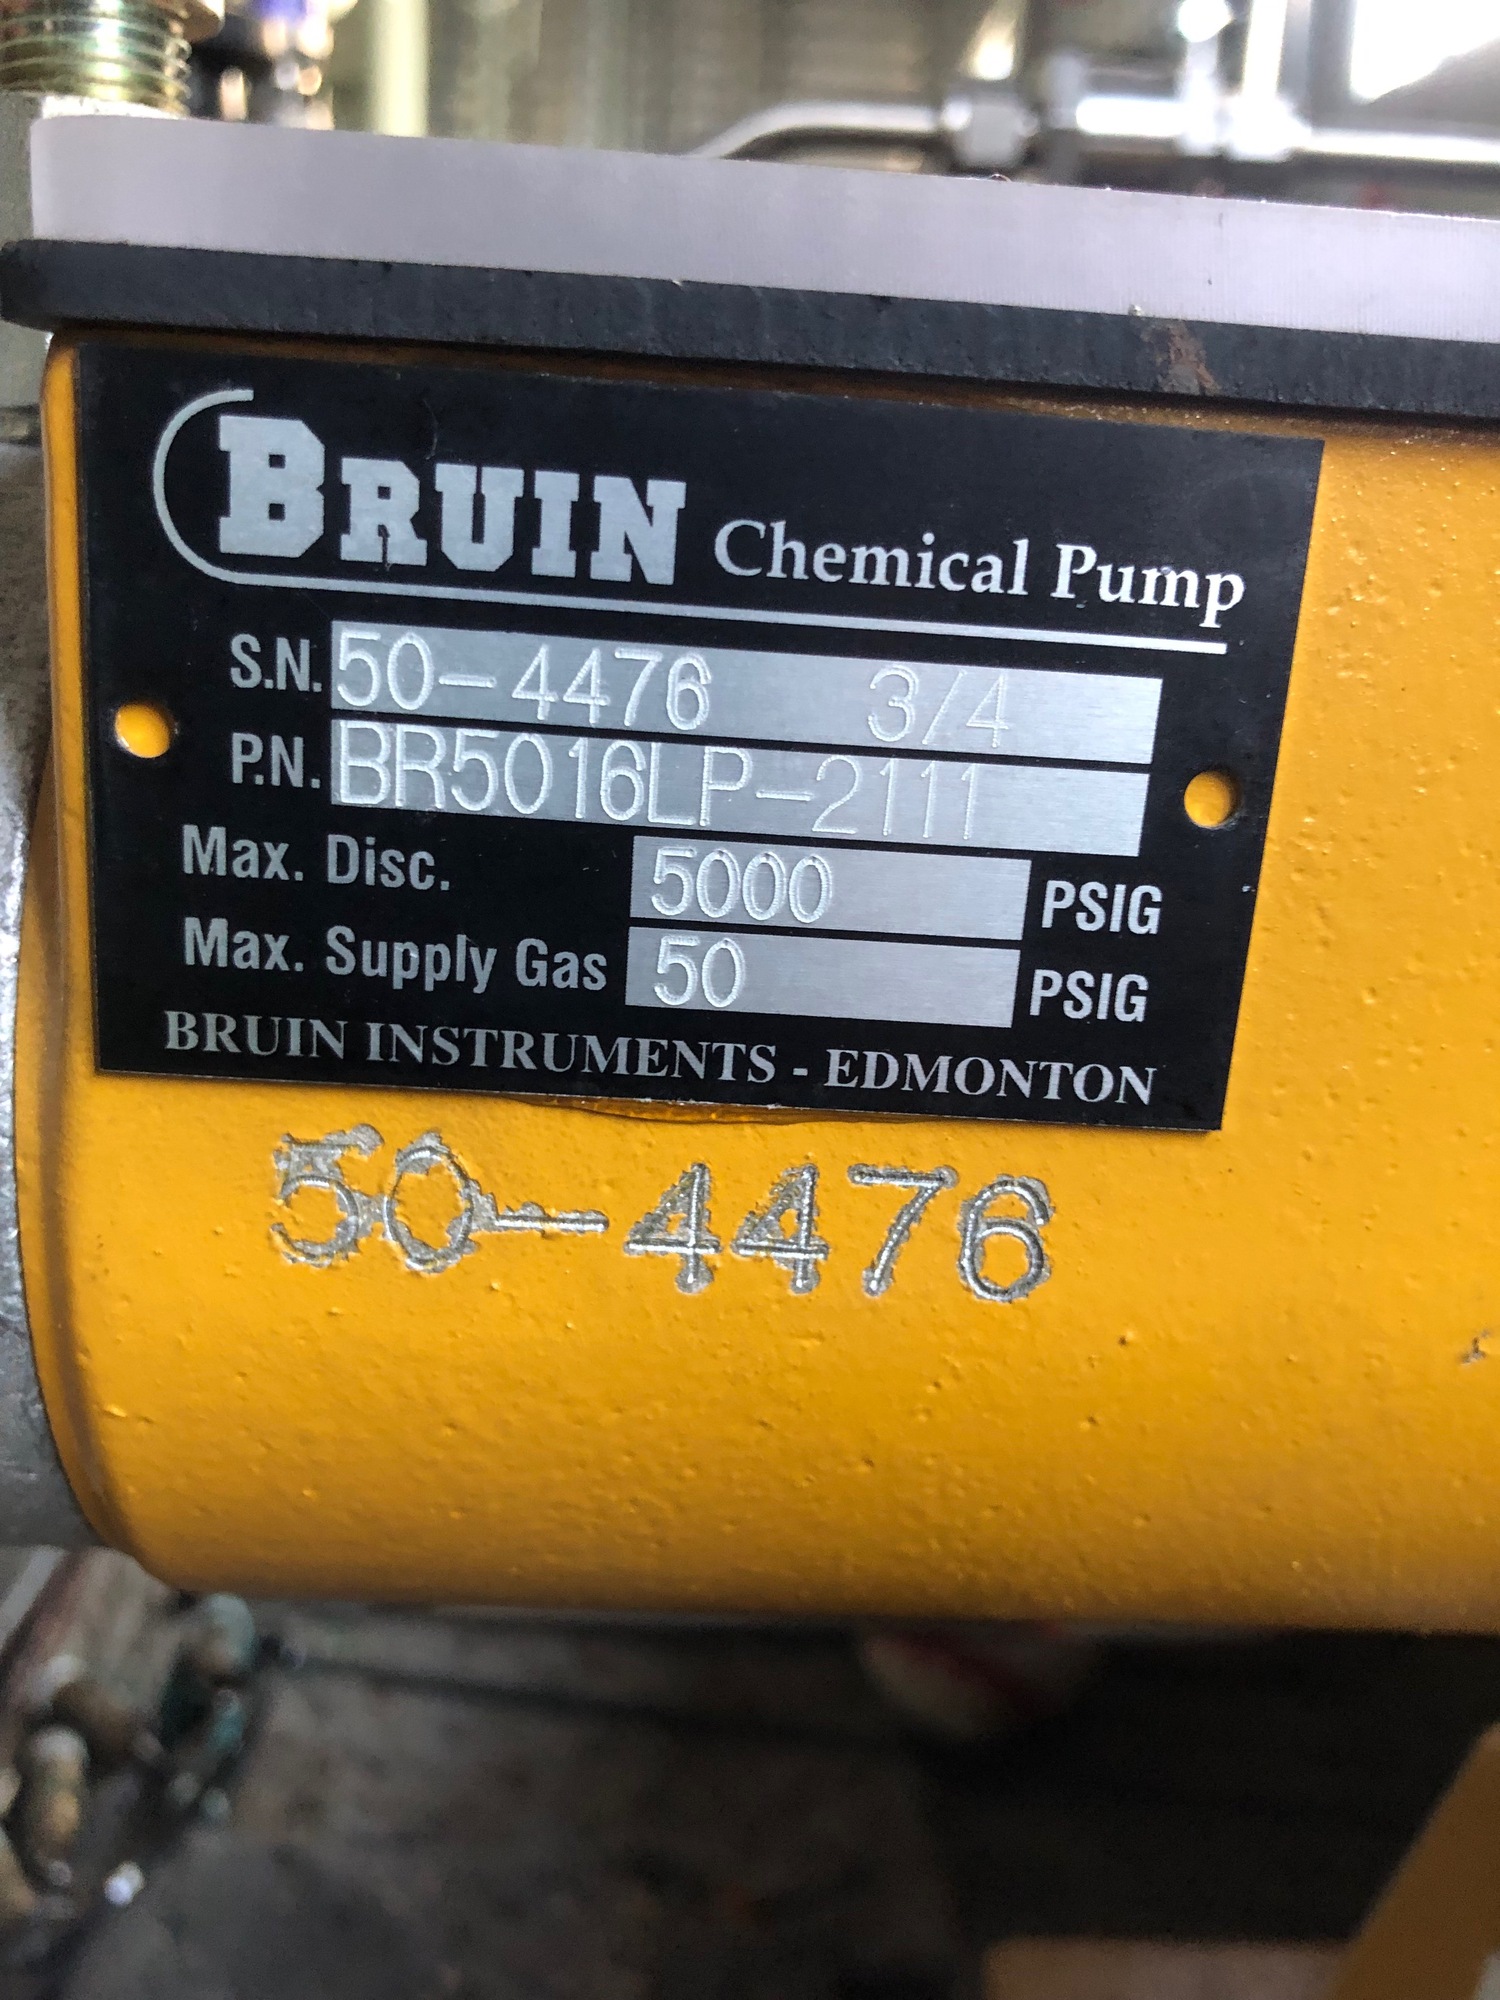 BRUIN Chemical Pump
S.N. 50-4476 3/4
P.N. BR5016LP-2111
Max. Disc. 5000 PSIG
Max. Supply Gas 50 PSIG
BRUIN INSTRUMENTS - EDMONTON
50-4476